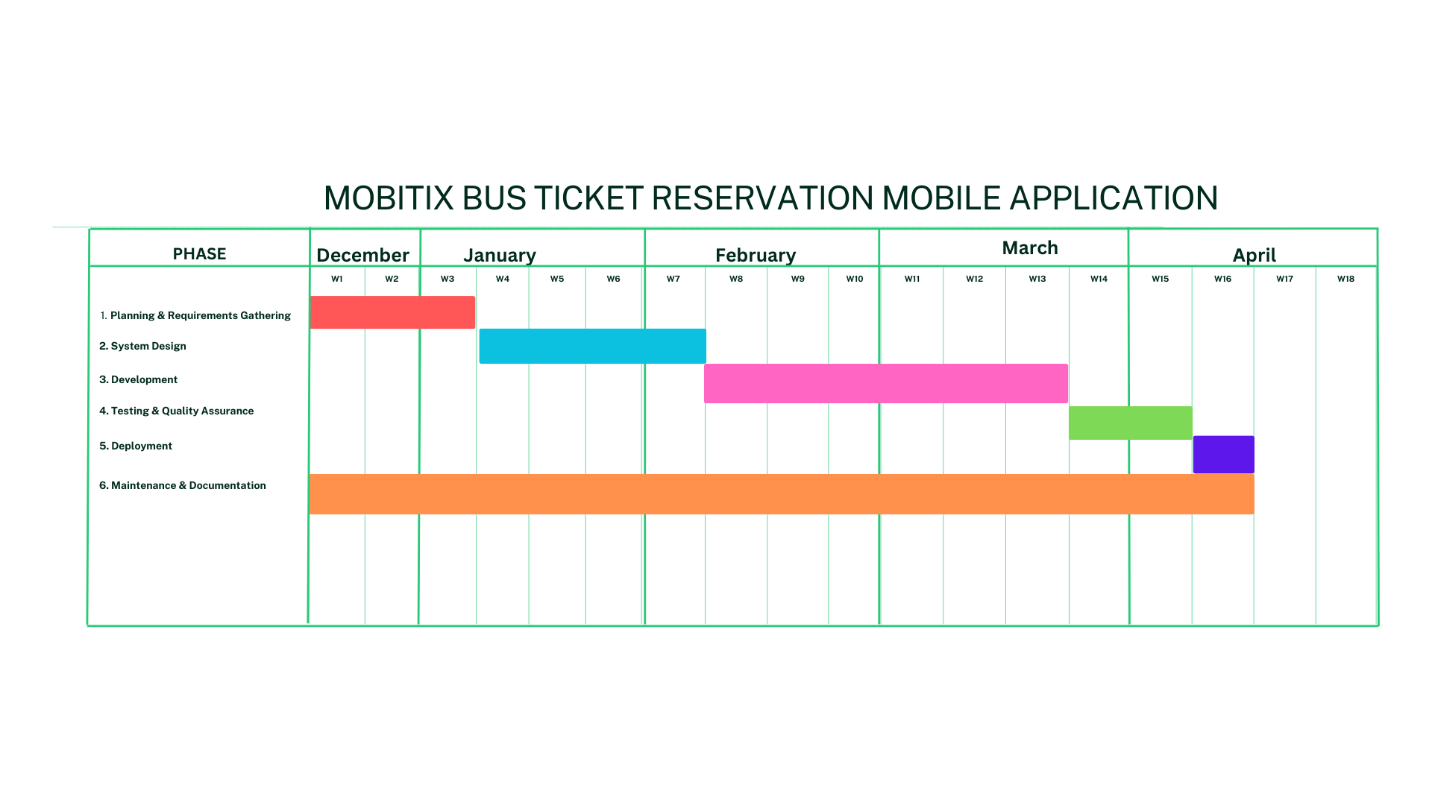 MOBITIX BUS TICKET RESERVATION MOBILE APPLICATION
PHASE December January February March April
W1 W2 W3 W4 W5 W6 W7 W8 W9 W10 W11 W12 W13 W14 W15 W16 W17 W18
1. Planning & Requirements Gathering
2. System Design
3. Development
4. Testing & Quality Assurance
5. Deployment
6. Maintenance & Documentation